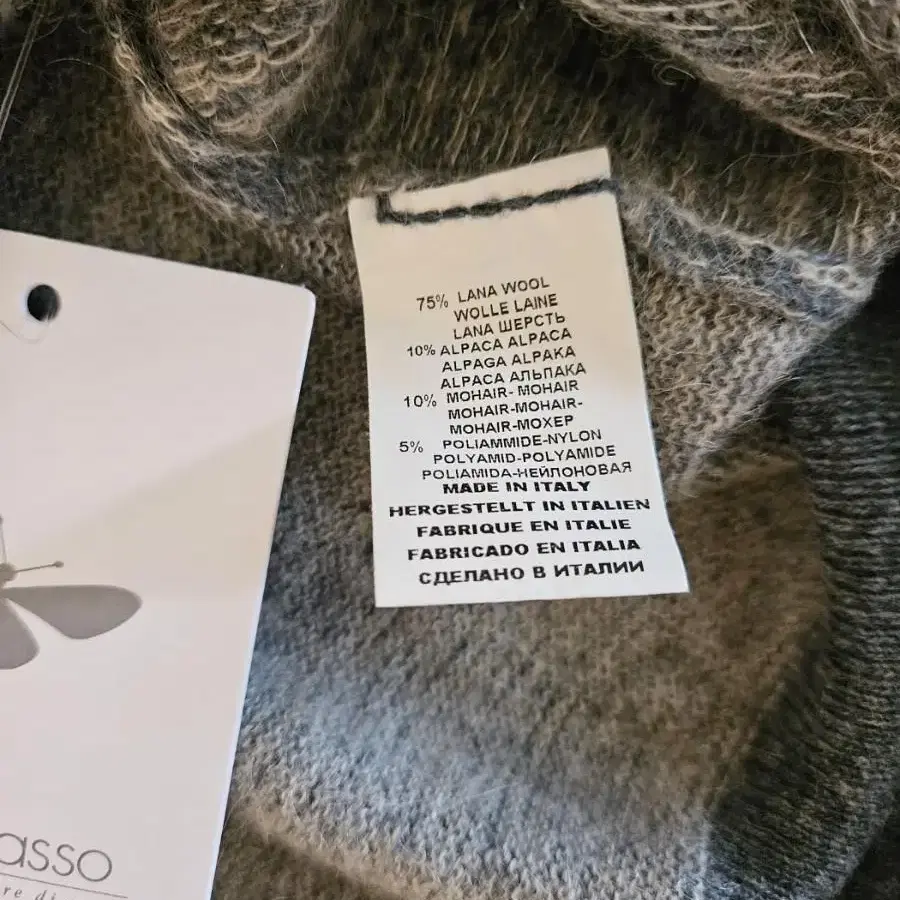 75% LANA WOOL
WOLLE LAINE
LANA ШЕРСТЬ
10% ALPACA ALPACA
ALPAGA ALPAKA
ALPACA АЛЬПАКА
10% MOHAIR- MOHAIR
MOHAIR-MOHAIR-
MOHAIR-МОХЕР
5% POLIAMMIDE-NYLON
POLYAMID-POLYAMIDE
POLIAMIDA-НЕЙЛОНОВАЯ
MADE IN ITALY
HERGESTELLT IN ITALIEN
FABRIQUE EN ITALIE
FABRICADO EN ITALIA
СДЕЛАНО В ИТАЛИИ
asso
re di